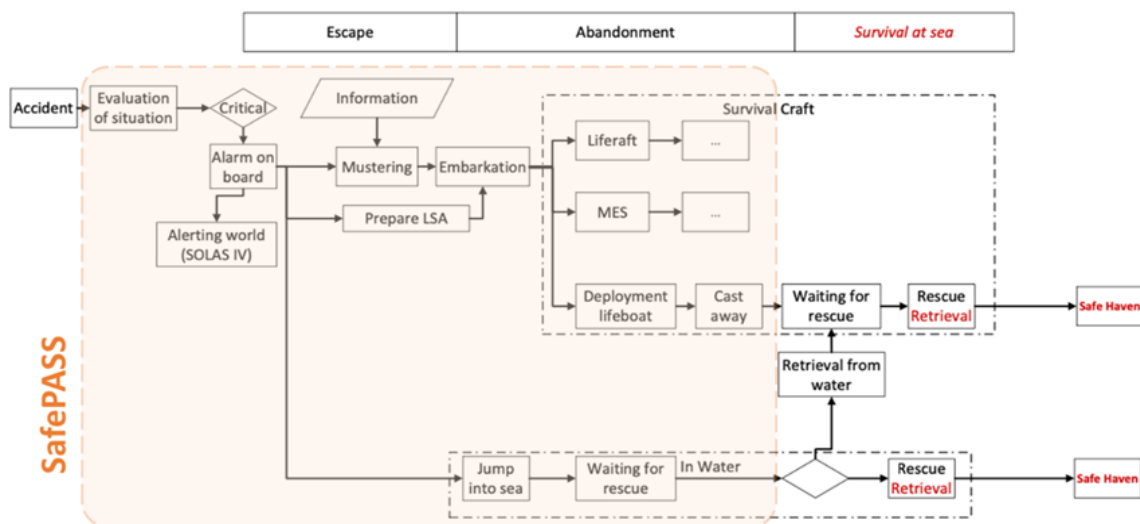 Escape
Abandonment
Survival at sea
Accident
Evaluation
of situation
Critical
Information
Survival Craft
Alarm on
board
Mustering
Embarkation
Liferaft
...
Prepare LSA
MES
...
Alerting world
(SOLAS IV)
Deployment
lifeboat
Cast
away
Waiting for
rescue
Rescue
Retrieval
Safe Haven
Retrieval from
water
SafePASS
Jump
into sea
Waiting for
rescue
In Water
Rescue
Retrieval
Safe Haven